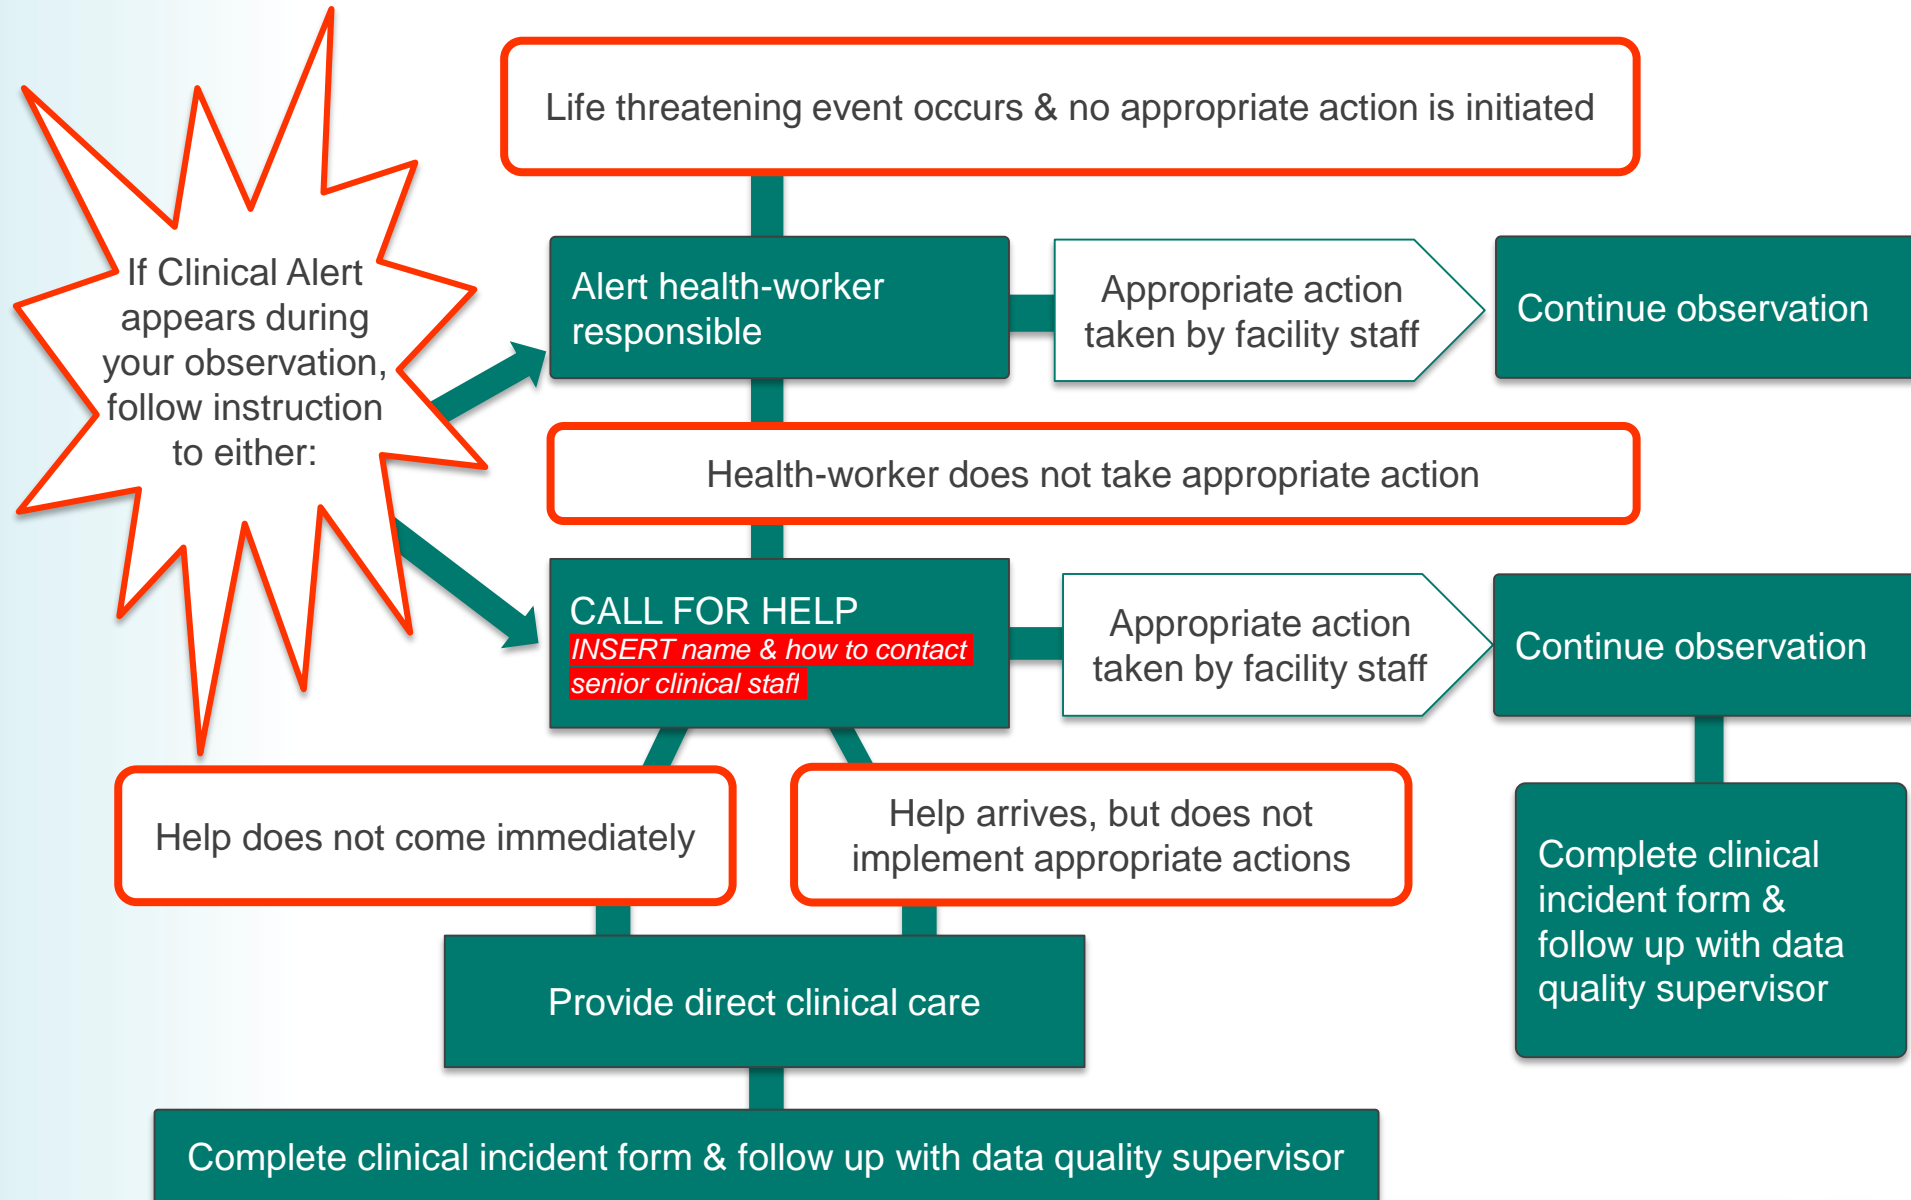 Life threatening event occurs & no appropriate action is initiated
If Clinical Alert
appears during
your observation,
follow instruction
to either:
Alert health-worker
responsible
Appropriate action
taken by facility staff
Continue observation
Health-worker does not take appropriate action
CALL FOR HELP
INSERT name & how to contact
senior clinical staff
Appropriate action
taken by facility staff
Continue observation
Help does not come immediately
Help arrives, but does not
implement appropriate actions
Complete clinical
incident form &
follow up with data
quality supervisor
Provide direct clinical care
Complete clinical incident form & follow up with data quality supervisor